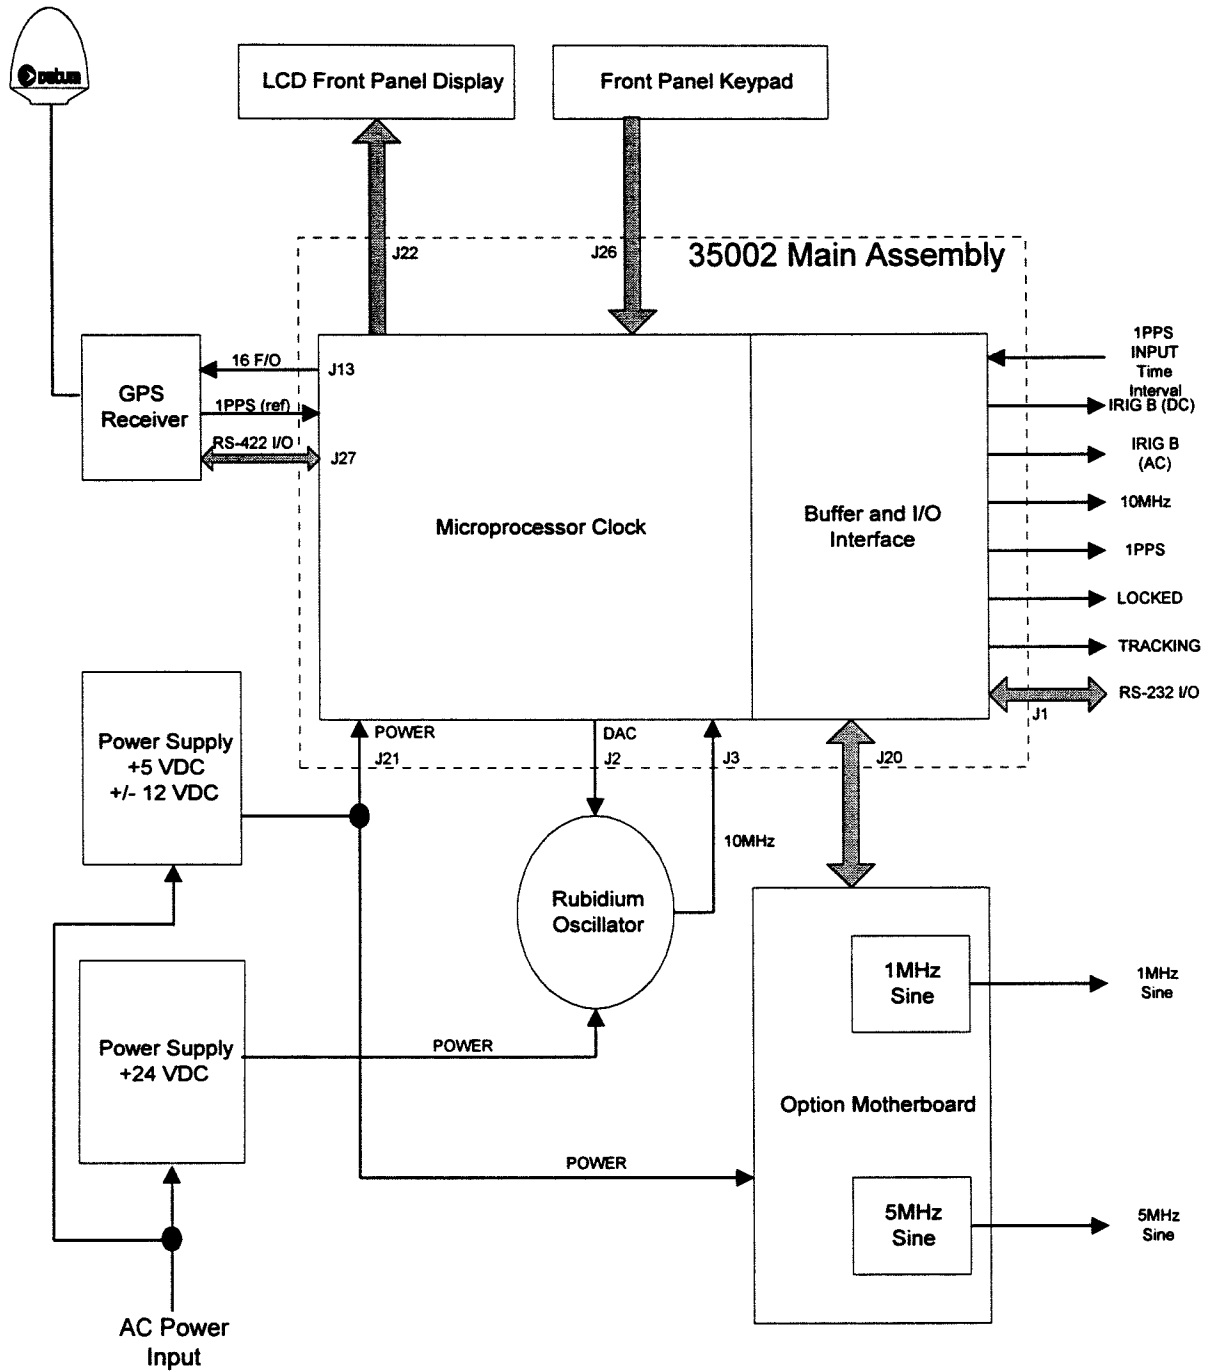 Datum
LCD Front Panel Display
Front Panel Keypad
J22
J26
35002 Main Assembly
GPS
Receiver
16 F/O
J13
1PPS (ref)
RS-422 I/O
J27
Microprocessor Clock
Buffer and I/O
Interface
1PPS
INPUT
Time
Interval
IRIG B (DC)
IRIG B
(AC)
10MHz
1PPS
LOCKED
TRACKING
RS-232 I/O
J1
POWER
J21
DAC
J2
J3
J20
Power Supply
+5 VDC
+/- 12 VDC
10MHz
Rubidium
Oscillator
Power Supply
+24 VDC
POWER
POWER
1MHz
Sine
1MHz
Sine
Option Motherboard
5MHz
Sine
5MHz
Sine
AC Power
Input